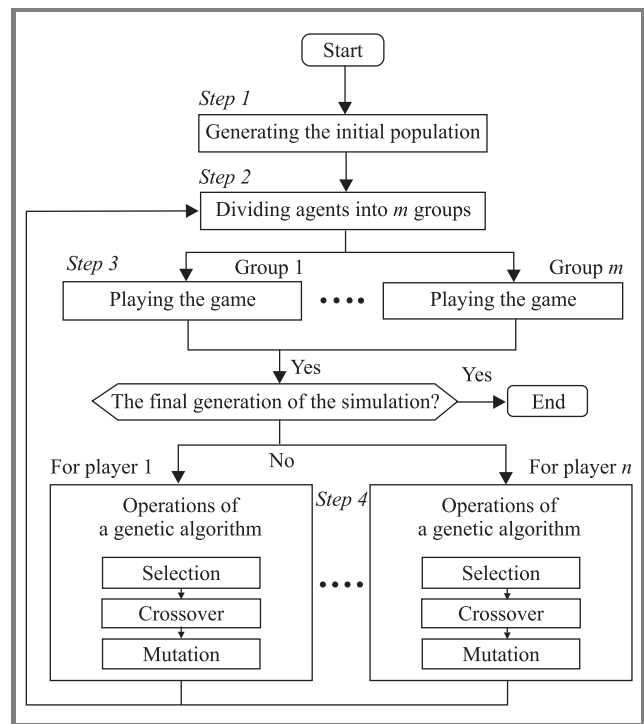 Start
Step 1
Generating the initial population
Step 2
Dividing agents into m groups
Step 3
Group 1
Group m
Playing the game
Playing the game
Yes
The final generation of the simulation?
Yes
End
No
For player 1
For player n
Step 4
Operations of
a genetic algorithm
Selection
Crossover
Mutation
Operations of
a genetic algorithm
Selection
Crossover
Mutation